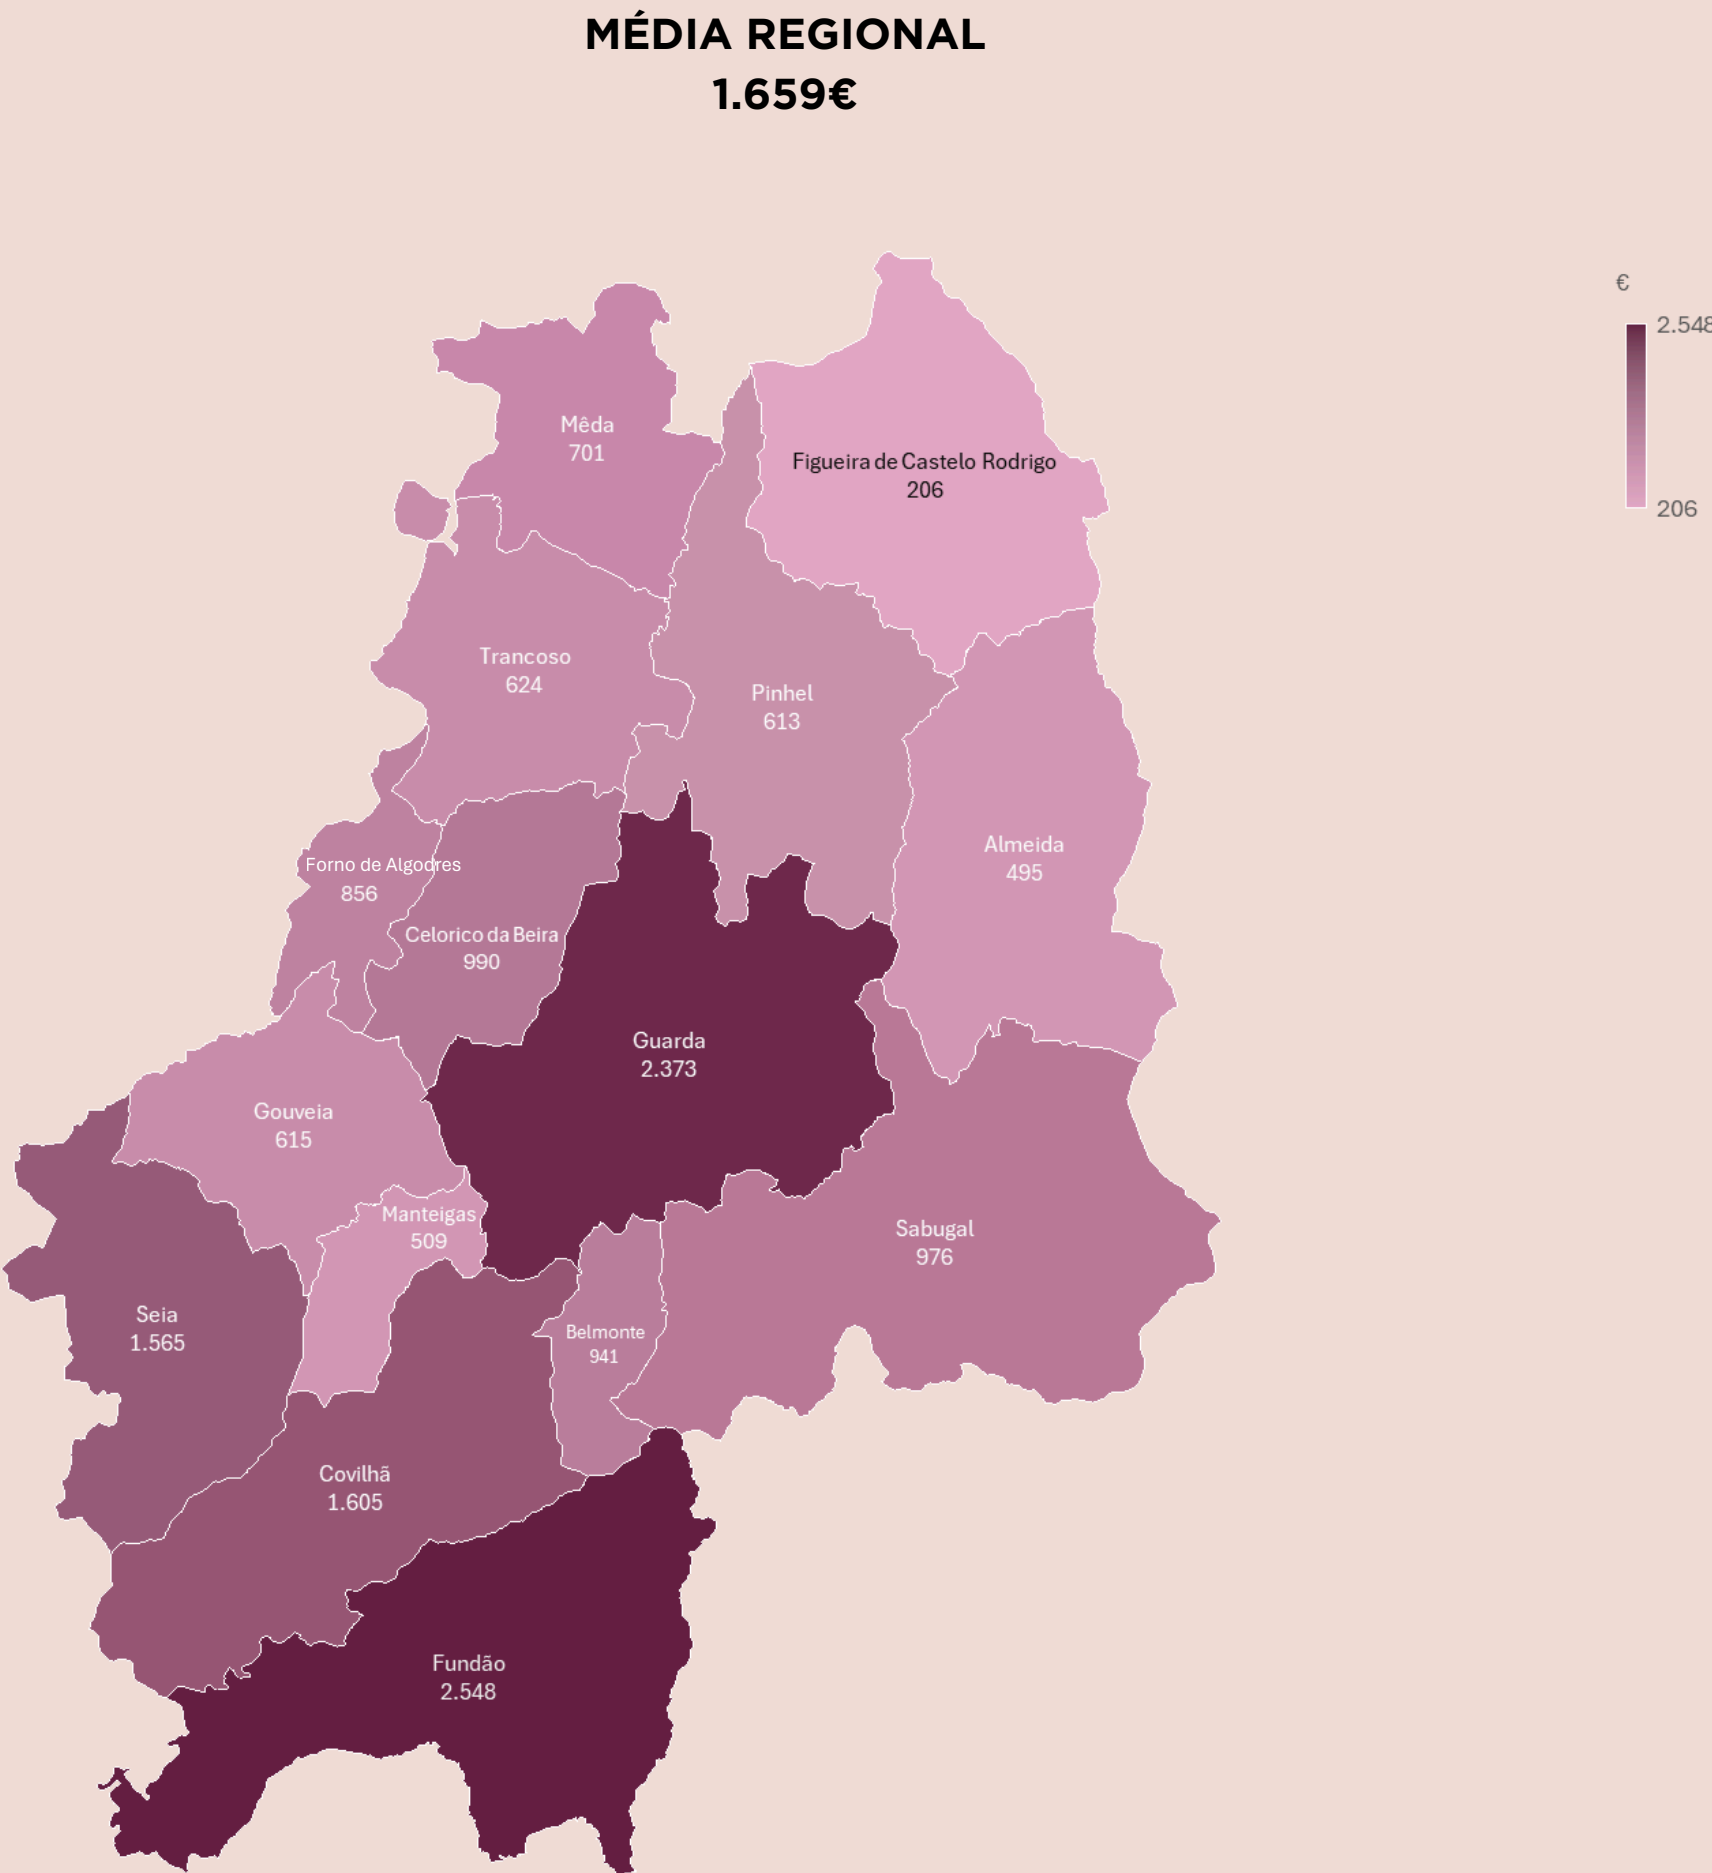 MÉDIA REGIONAL
1.659€
€
2.548
206
Mêda
701
Figueira de Castelo Rodrigo
206
Trancoso
624
Pinhel
613
Almeida
495
Forno de Algodres
856
Celorico da Beira
990
Guarda
2.373
Gouveia
615
Manteigas
509
Sabugal
976
Seia
1.565
Belmonte
941
Covilhã
1.605
Fundão
2.548